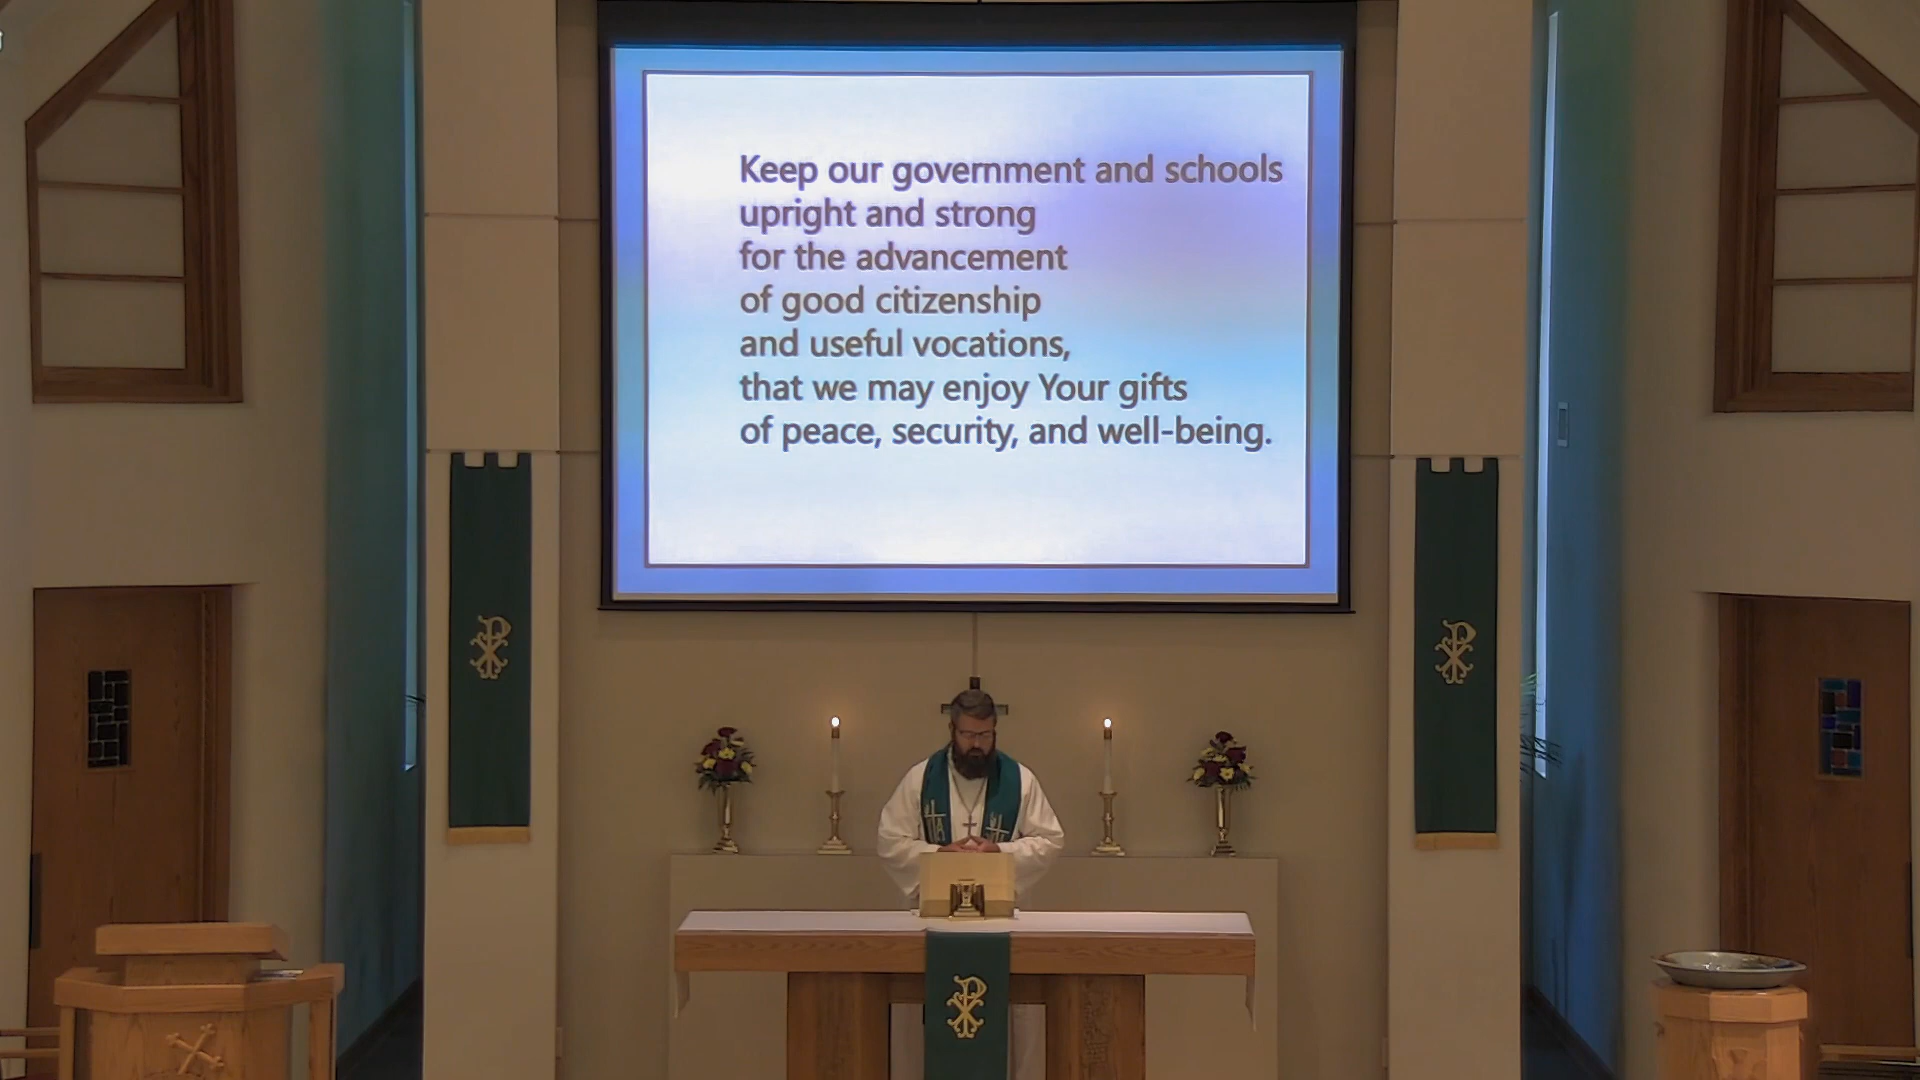 Keep our government and schools
upright and strong
for the advancement
of good citizenship
and useful vocations,
that we may enjoy Your gifts
of peace, security, and well-being.